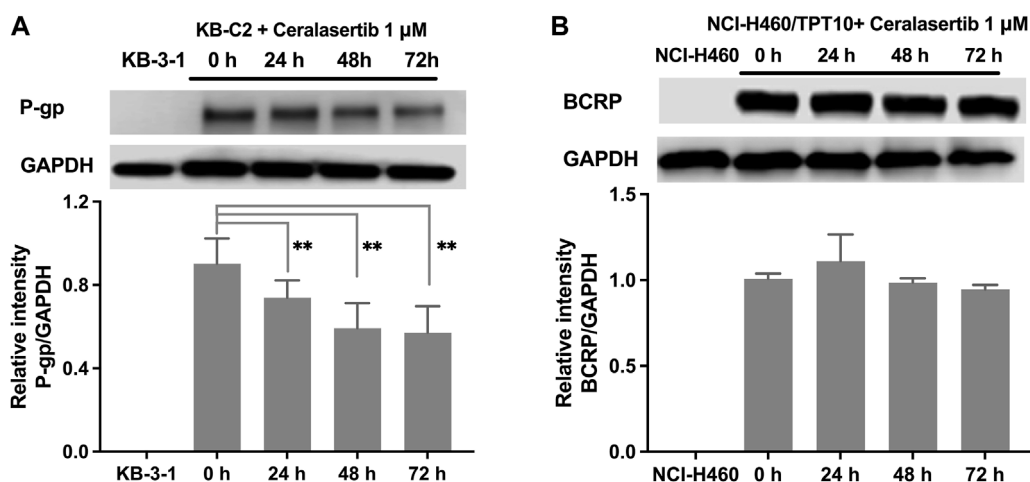 A
KB-C2 + Ceralasertib 1 μM
KB-3-1 0 h 24 h 48h 72h
P-gp
GAPDH
Relative intensity
P-gp/GAPDH
1.2
0.8
0.4
0.0
** ** **
KB-3-1 0 h 24 h 48 h 72 h
B
NCI-H460/TPT10+ Ceralasertib 1 μM
NCI-H460 0 h 24 h 48 h 72 h
BCRP
GAPDH
Relative intensity
BCRP/GAPDH
1.5
1.0
0.5
0.0
NCI-H460 0 h 24 h 48 h 72 h